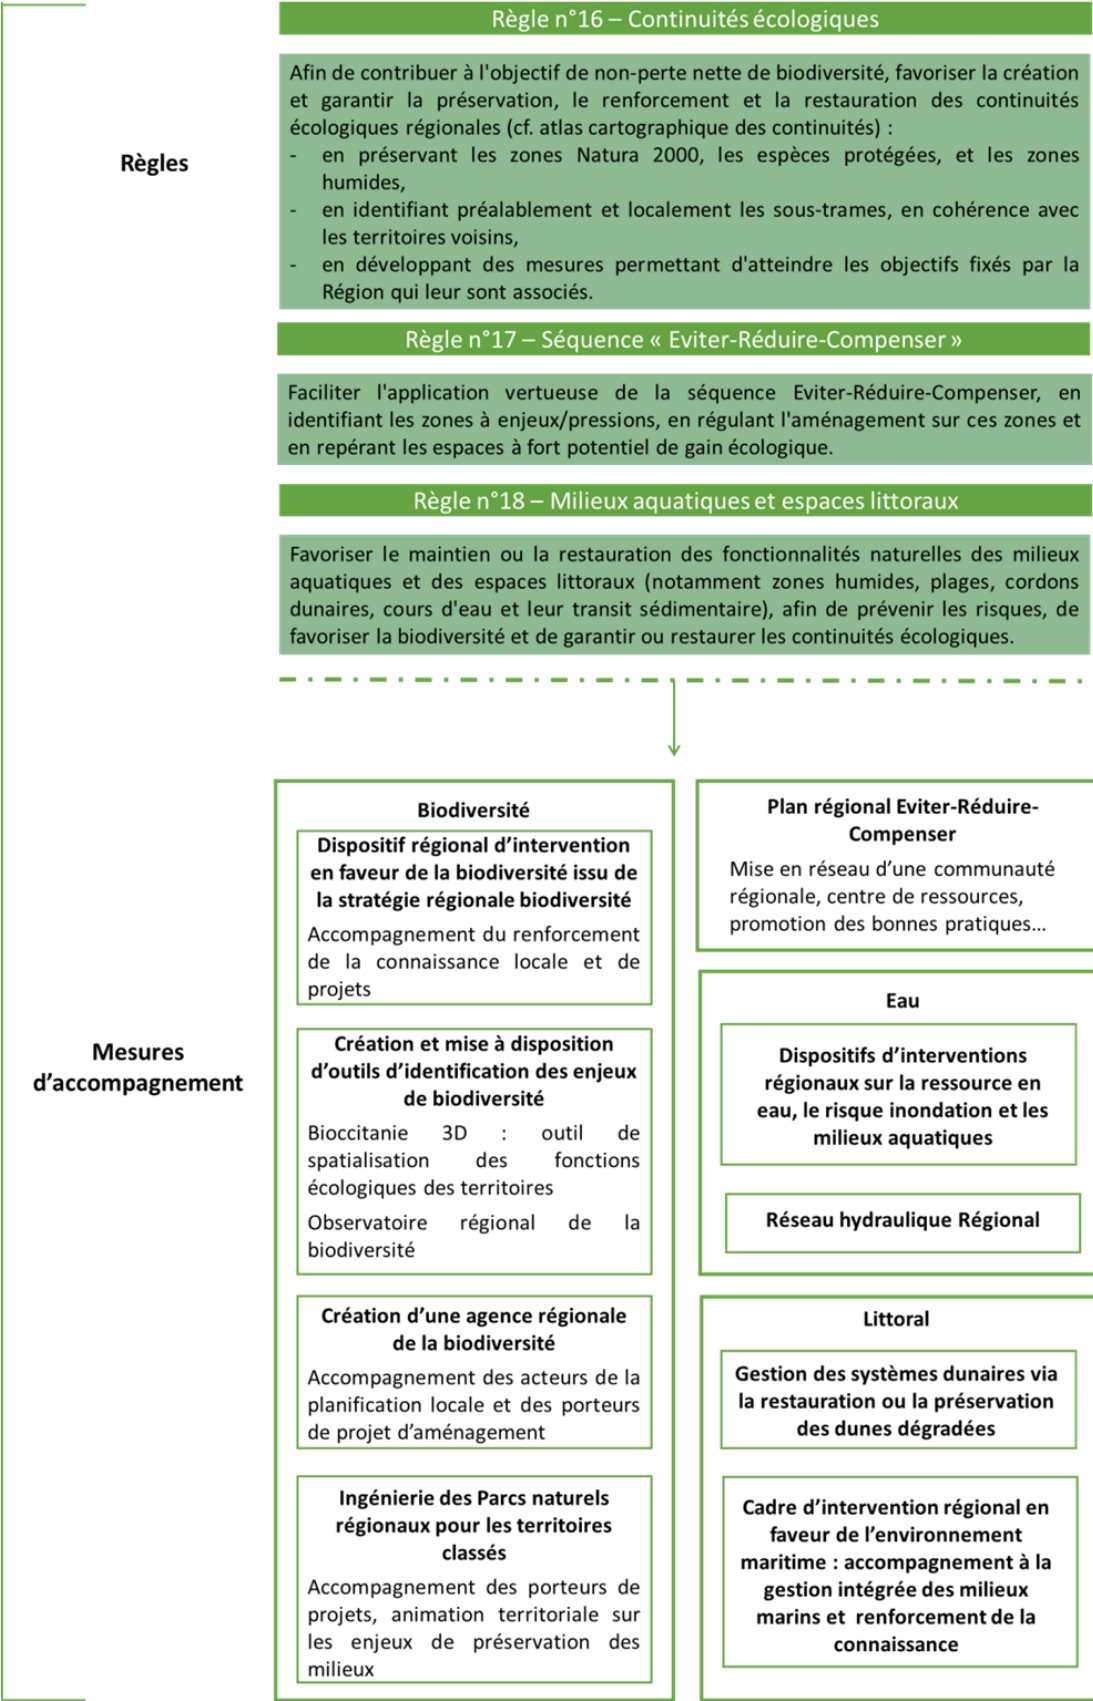 Règle n°16 – Continuités écologiques
Règles
Afin de contribuer à l'objectif de non-perte nette de biodiversité, favoriser la création
et garantir la préservation, le renforcement et la restauration des continuités
écologiques régionales (cf. atlas cartographique des continuités) :
- en préservant les zones Natura 2000, les espèces protégées, et les zones
humides,
- en identifiant préalablement et localement les sous-trames, en cohérence avec
les territoires voisins,
- en développant des mesures permettant d'atteindre les objectifs fixés par la
Région qui leur sont associés.
Règle n°17 – Séquence « Eviter-Réduire-Compenser »
Faciliter l'application vertueuse de la séquence Eviter-Réduire-Compenser, en
identifiant les zones à enjeux/pressions, en régulant l'aménagement sur ces zones et
en repérant les espaces à fort potentiel de gain écologique.
Règle n°18 – Milieux aquatiques et espaces littoraux
Favoriser le maintien ou la restauration des fonctionnalités naturelles des milieux
aquatiques et des espaces littoraux (notamment zones humides, plages, cordons
dunaires, cours d'eau et leur transit sédimentaire), afin de prévenir les risques, de
favoriser la biodiversité et de garantir ou restaurer les continuités écologiques.
Mesures
d'accompagnement
Biodiversité
Dispositif régional d'intervention
en faveur de la biodiversité issu de
la stratégie régionale biodiversité
Accompagnement du renforcement
de la connaissance locale et de
projets
Création et mise à disposition
d'outils d'identification des enjeux
de biodiversité
Bioccitanie 3D : outil de
spatialisation des fonctions
écologiques des territoires
Observatoire régional de la
biodiversité
Création d'une agence régionale
de la biodiversité
Accompagnement des acteurs de la
planification locale et des porteurs
de projet d'aménagement
Ingénierie des Parcs naturels
régionaux pour les territoires
classés
Accompagnement des porteurs de
projets, animation territoriale sur
les enjeux de préservation des
milieux
Plan régional Eviter-Réduire-
Compenser
Mise en réseau d'une communauté
régionale, centre de ressources,
promotion des bonnes pratiques...
Eau
Dispositifs d'interventions
régionaux sur la ressource en
eau, le risque inondation et les
milieux aquatiques
Réseau hydraulique Régional
Littoral
Gestion des systèmes dunaires via
la restauration ou la préservation
des dunes dégradées
Cadre d'intervention régional en
faveur de l'environnement
maritime : accompagnement à la
gestion intégrée des milieux
marins et renforcement de la
connaissance